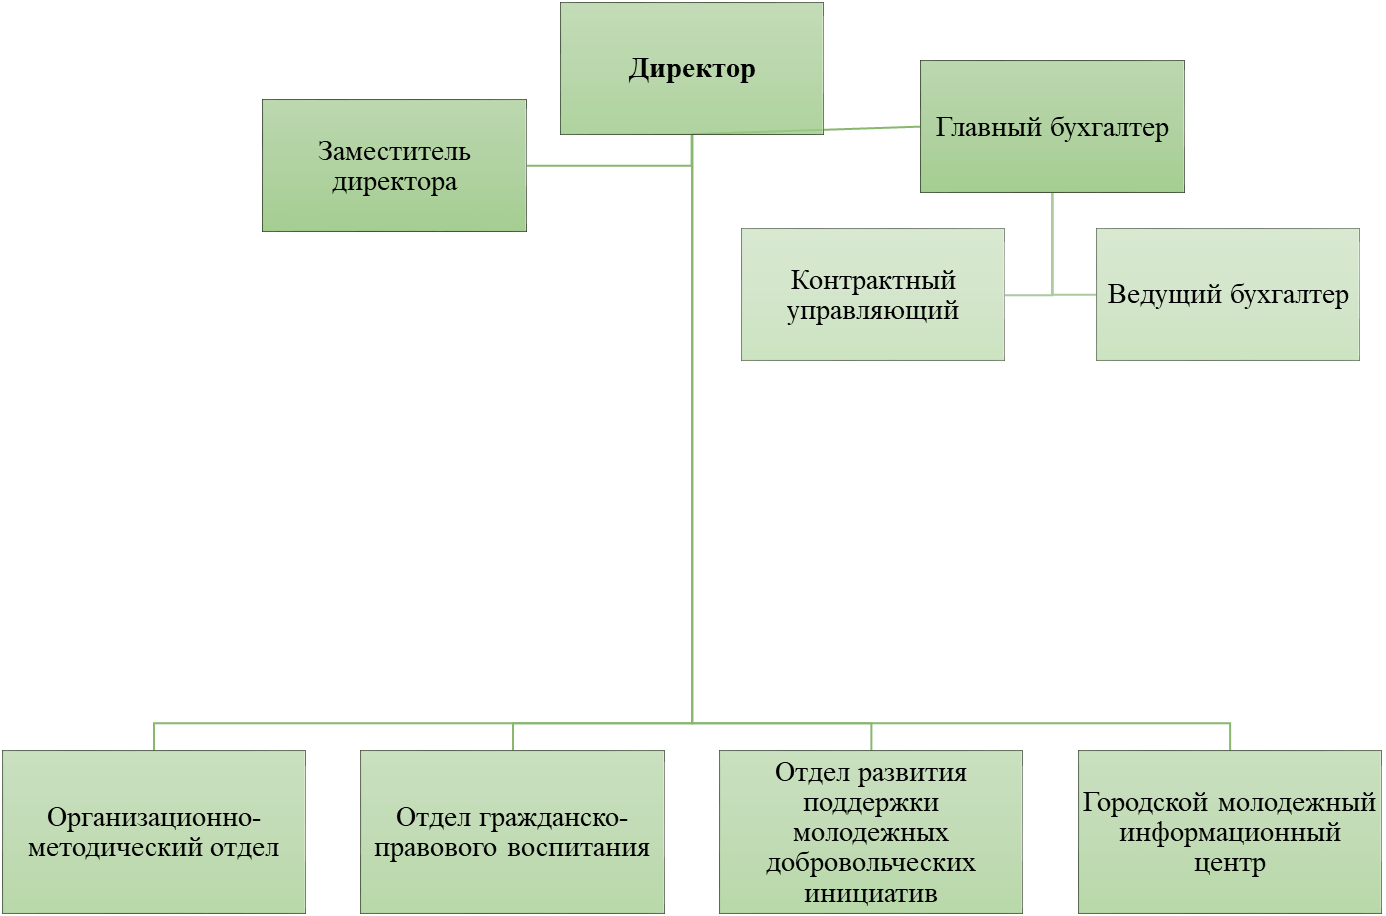 Директор
Главный бухгалтер
Заместитель
директора
Контрактный
управляющий
Ведущий бухгалтер
Организационно-
методический отдел
Отдел гражданско-
правового воспитания
Отдел развития
поддержки
молодежных
добровольческих
инициатив
Городской молодежный
информационный
центр